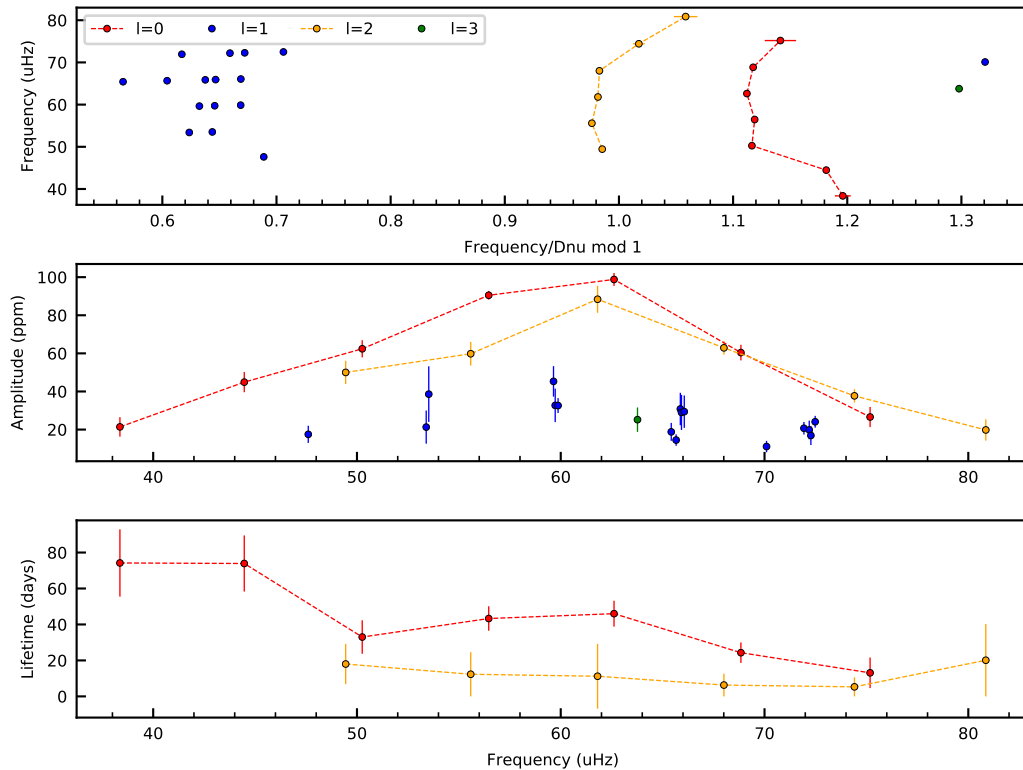 l=0 l=1 l=2 l=3
Frequency (uHz)
80
70
60
50
40
0.6 0.7 0.8 0.9 1.0 1.1 1.2 1.3
Frequency/Dnu mod 1
Amplitude (ppm)
100
80
60
40
20
40 50 60 70 80
Lifetime (days)
80
60
40
20
0
40 50 60 70 80
Frequency (uHz)